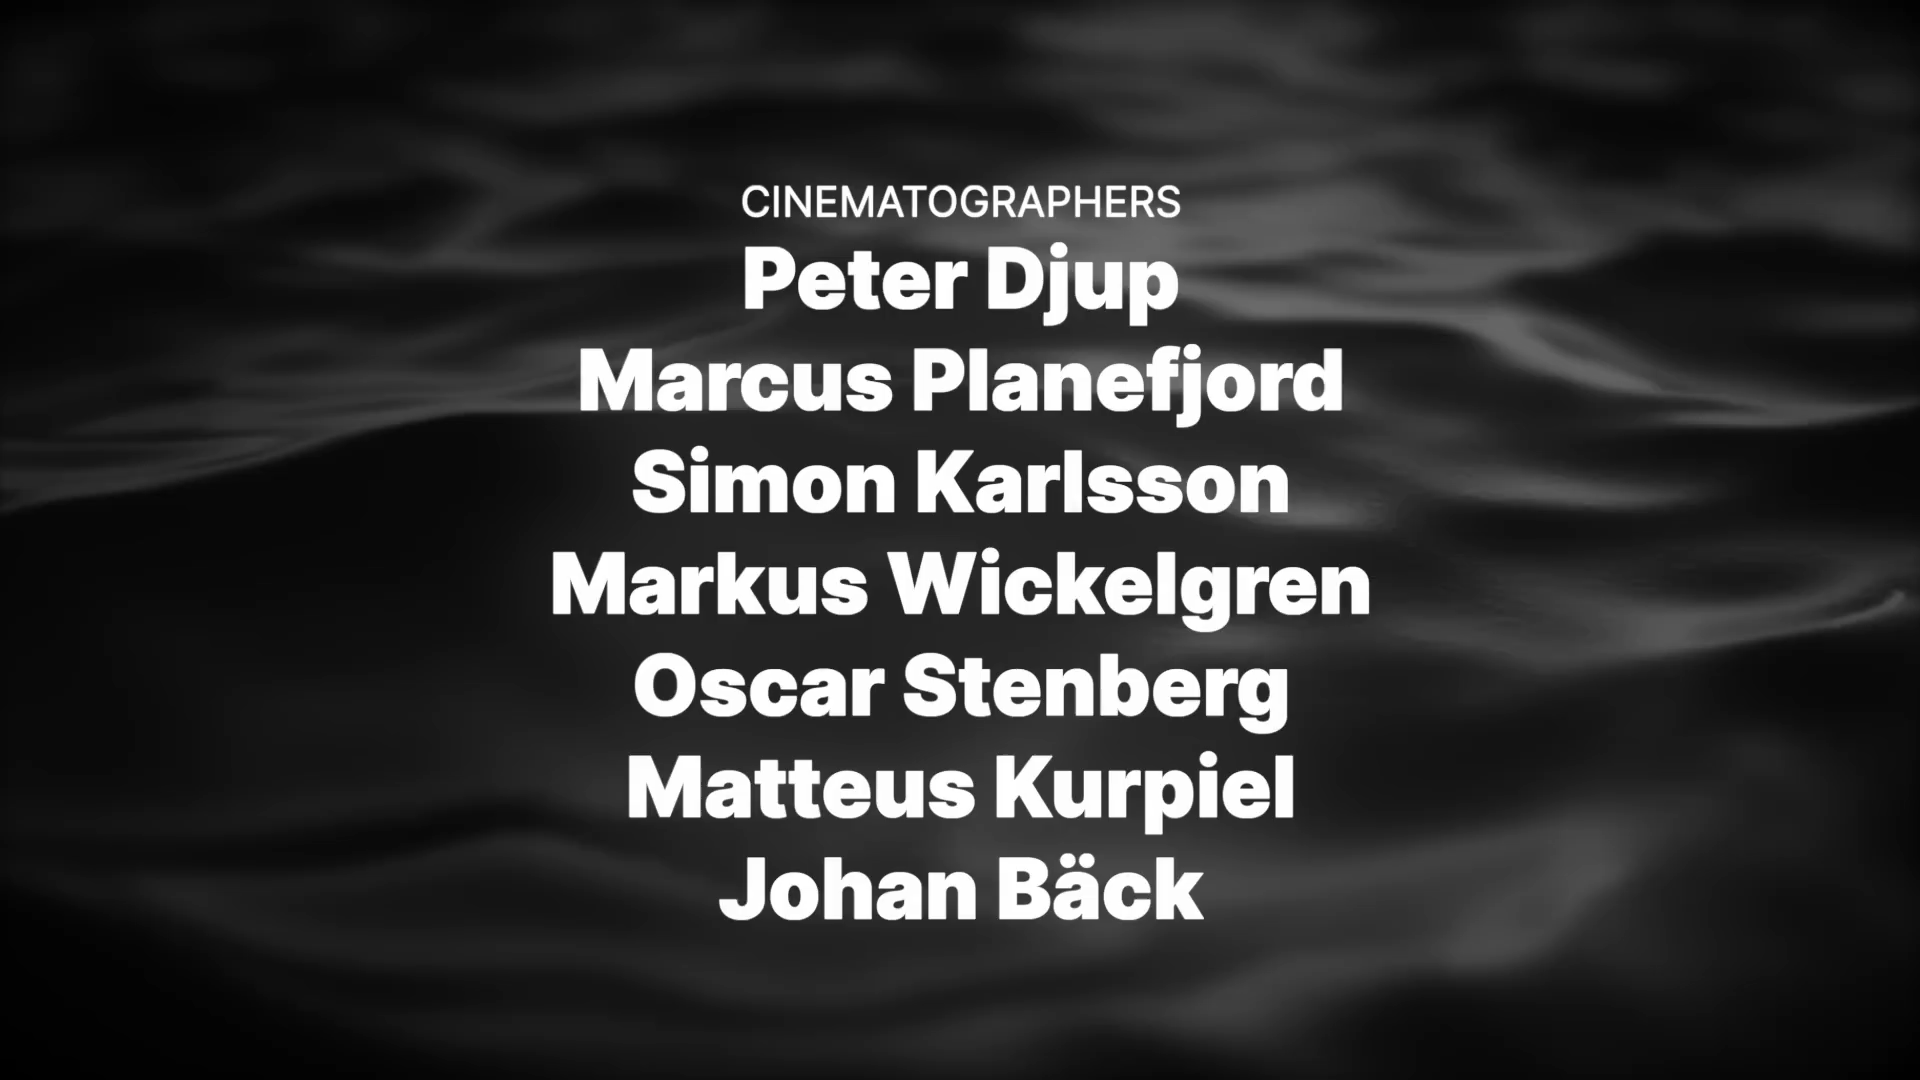 CINEMATOGRAPHERS
Peter Djup
Marcus Planefjord
Simon Karlsson
Markus Wickelgren
Oscar Stenberg
Matteus Kurpiel
Johan Bäck